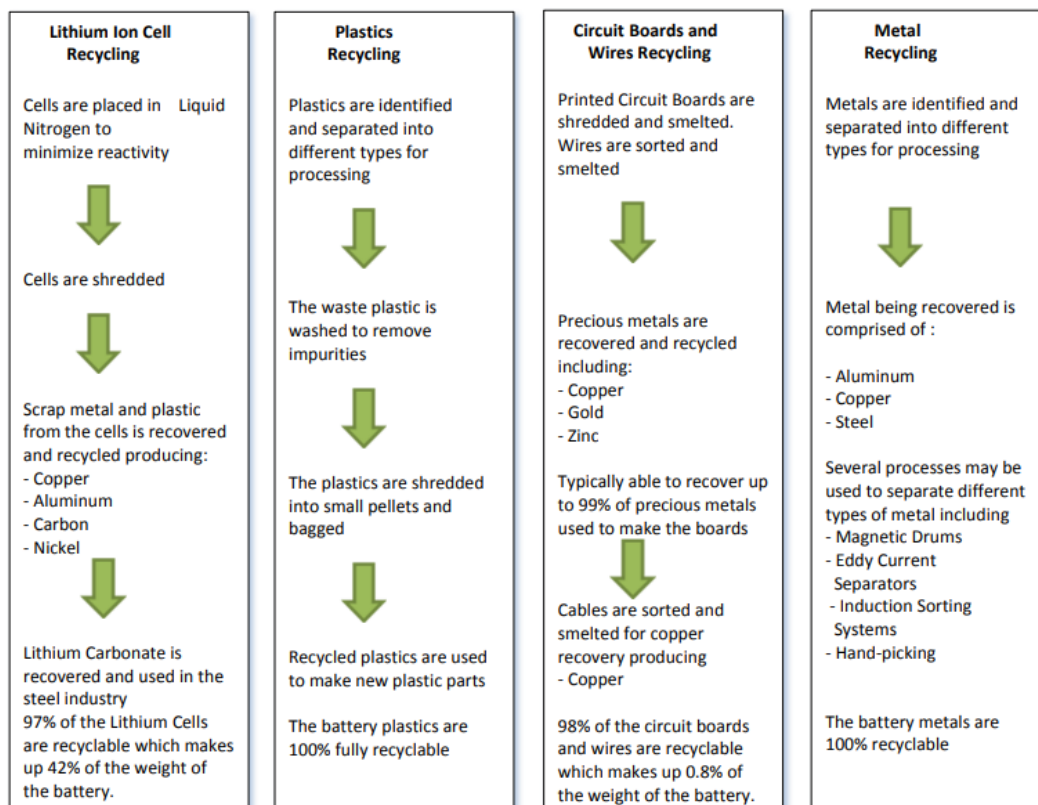 Lithium Ion Cell
Recycling
Cells are placed in Liquid
Nitrogen to
minimize reactivity
Cells are shredded
Scrap metal and plastic
from the cells is recovered
and recycled producing:
- Copper
- Aluminum
- Carbon
- Nickel
Lithium Carbonate is
recovered and used in the
steel industry
97% of the Lithium Cells
are recyclable which makes
up 42% of the weight of
the battery.
Plastics
Recycling
Plastics are identified
and separated into
different types for
processing
The waste plastic is
washed to remove
impurities
The plastics are shredded
into small pellets and
bagged
Recycled plastics are used
to make new plastic parts
The battery plastics are
100% fully recyclable
Circuit Boards and
Wires Recycling
Printed Circuit Boards are
shredded and smelted.
Wires are sorted and
smelted
Precious metals are
recovered and recycled
including:
- Copper
- Gold
- Zinc
Typically able to recover up
to 99% of precious metals
used to make the boards
Cables are sorted and
smelted for copper
recovery producing
- Copper
98% of the circuit boards
and wires are recyclable
which makes up 0.8% of
the weight of the battery.
Metal
Recycling
Metals are identified and
separated into different
types for processing
Metal being recovered is
comprised of :
- Aluminum
- Copper
- Steel
Several processes may be
used to separate different
types of metal including
- Magnetic Drums
- Eddy Current
Separators
- Induction Sorting
Systems
- Hand-picking
The battery metals are
100% recyclable